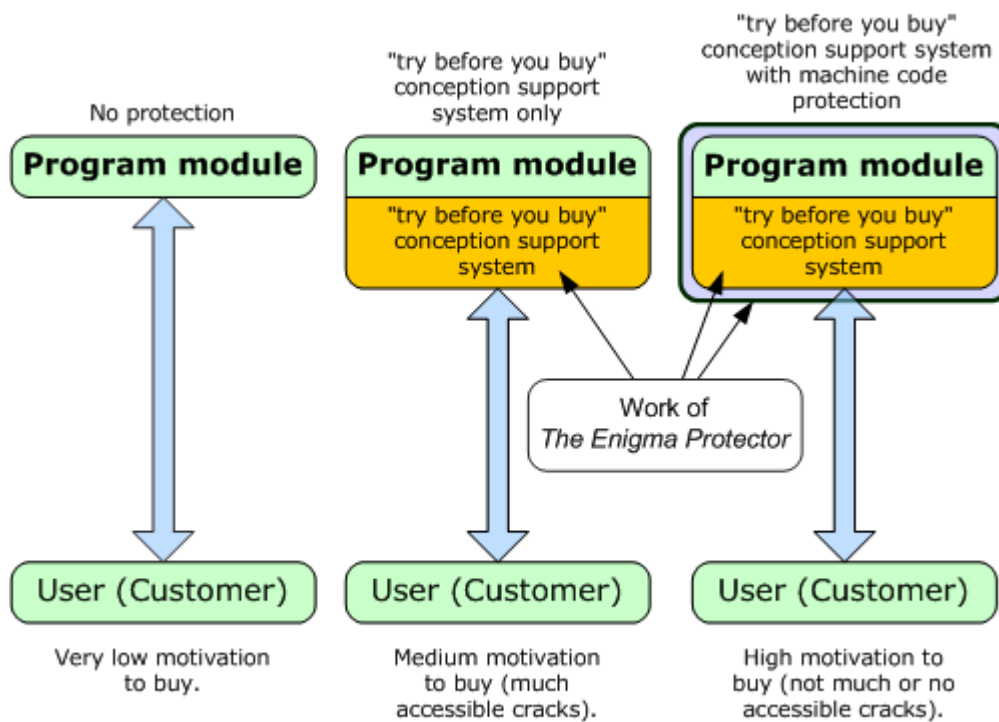 No protection
Program module
User (Customer)
Very low motivation
to buy.
"try before you buy"
conception support
system only
Program module
"try before you buy"
conception support
system
User (Customer)
Medium motivation
to buy (much
accessible cracks).
"try before you buy"
conception support system
with machine code
protection
Program module
"try before you buy"
conception support
system
Work of
The Enigma Protector
User (Customer)
High motivation to
buy (not much or no
accessible cracks).